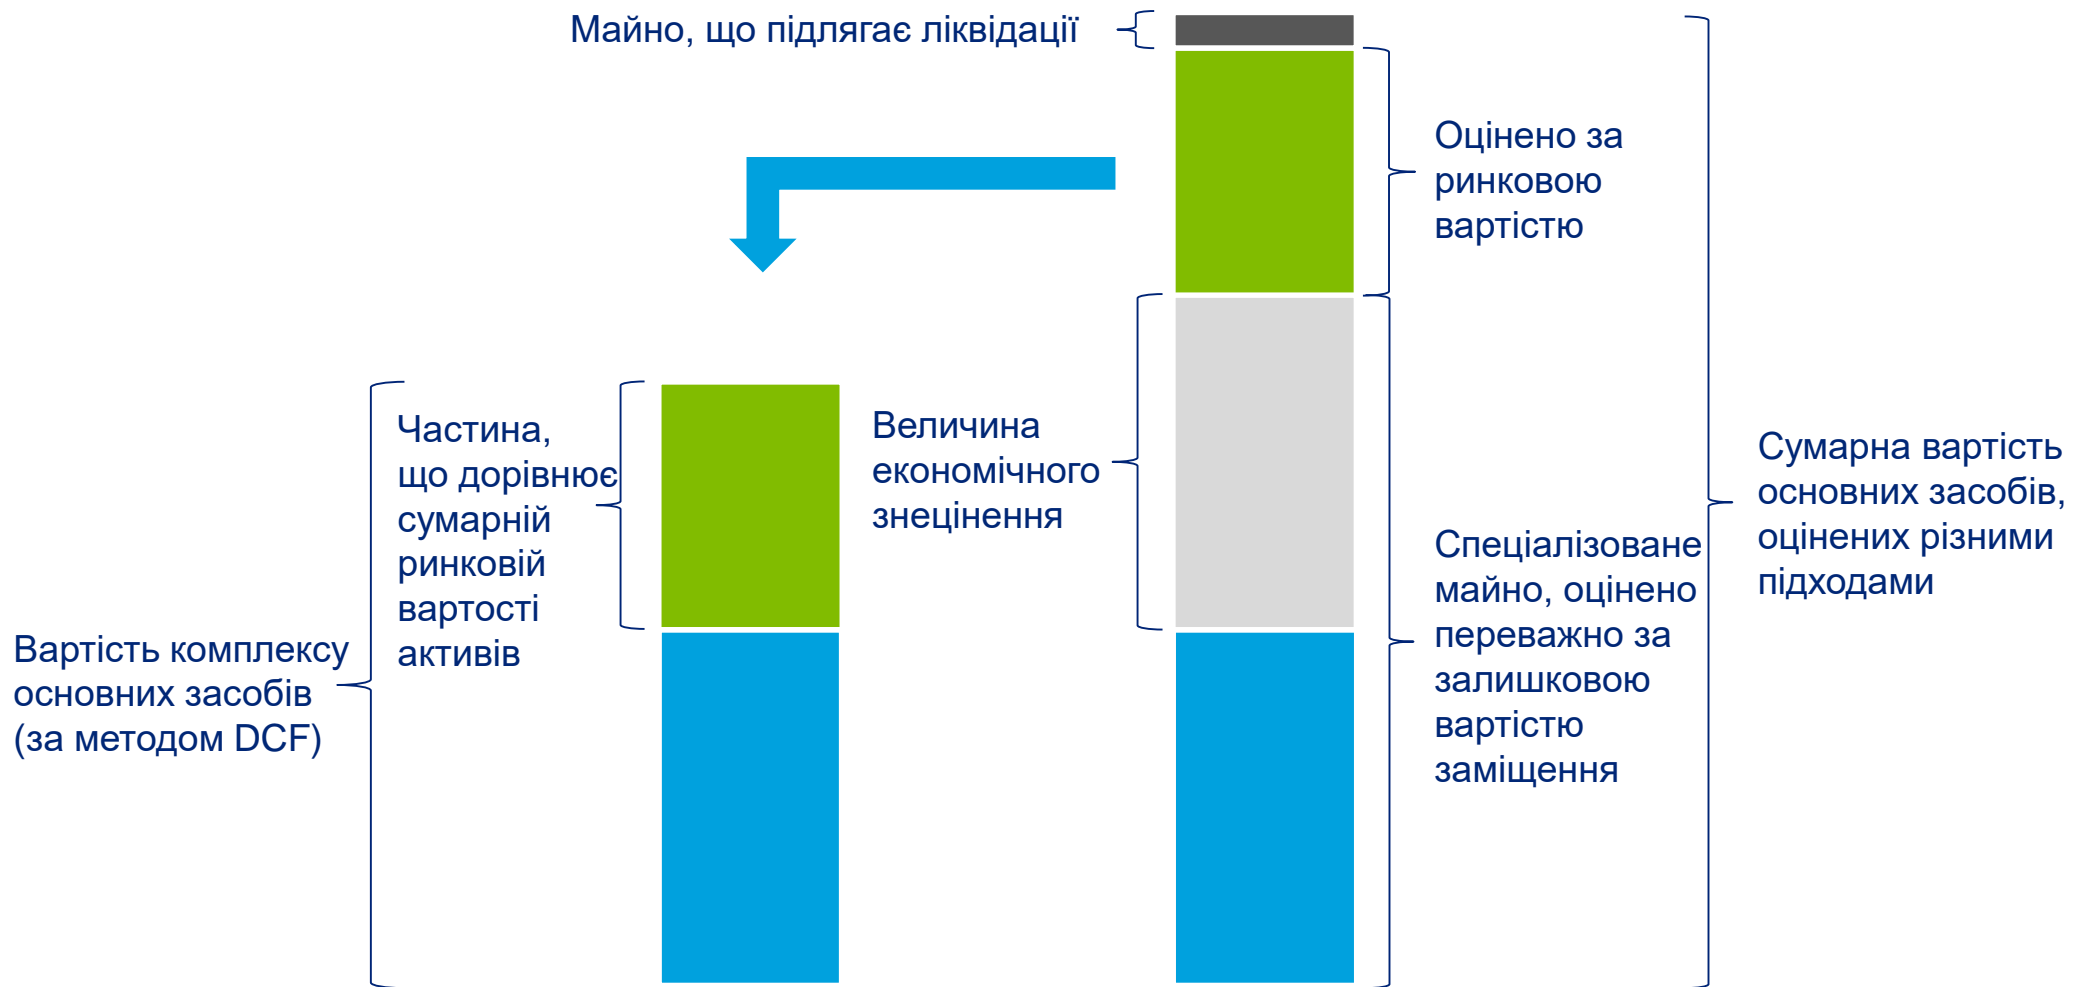 Майно, що підлягає ліквідації
Оцінено за
ринковою
вартістю
Частина,
що дорівнює
сумарній
ринковій
вартості
активів
Величина
економічного
знецінення
Сумарна вартість
основних засобів,
оцінених різними
підходами
Спеціалізоване
майно, оцінено
переважно за
залишковою
вартістю
заміщення
Вартість комплексу
основних засобів
(за методом DCF)